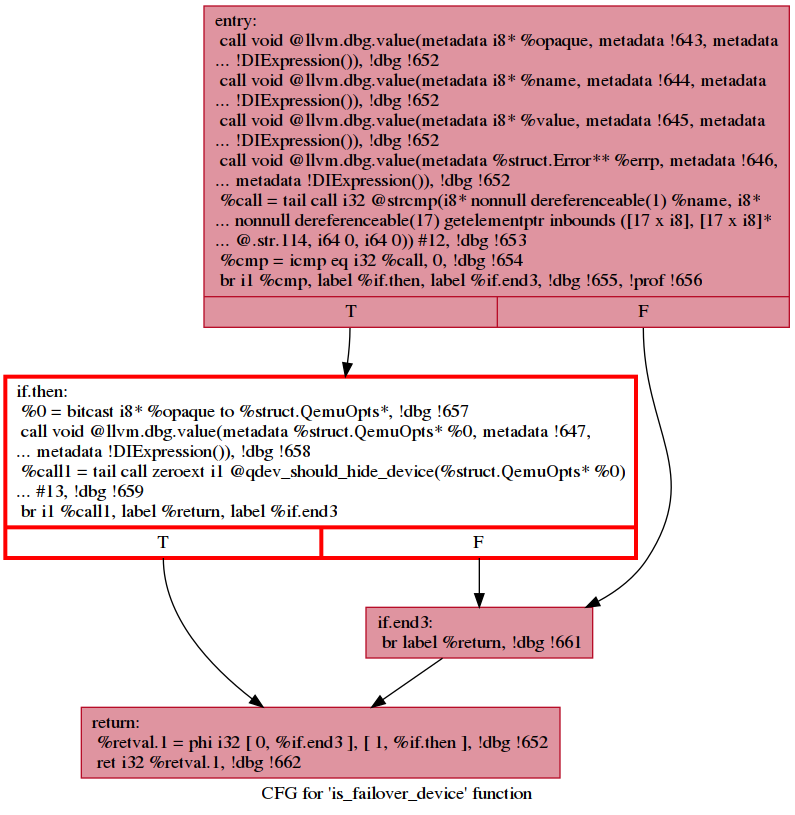 entry:
call void @llvm.dbg.value(metadata i8* %opaque, metadata !643, metadata
... !DIExpression()), !dbg !652
call void @llvm.dbg.value(metadata i8* %name, metadata !644, metadata
... !DIExpression()), !dbg !652
call void @llvm.dbg.value(metadata i8* %value, metadata !645, metadata
... !DIExpression()), !dbg !652
call void @llvm.dbg.value(metadata %struct.Error** %errp, metadata !646,
... metadata !DIExpression()), !dbg !652
%call = tail call i32 @strcmp(i8* nonnull dereferenceable(1) %name, i8*
... nonnull dereferenceable(17) getelementptr inbounds ([17 x i8], [17 x i8]*
... @.str.114, i64 0, i64 0)) #12, !dbg !653
%cmp = icmp eq i32 %call, 0, !dbg !654
br i1 %cmp, label %if.then, label %if.end3, !dbg !655, !prof !656
T F
if.then:
%0 = bitcast i8* %opaque to %struct.QemuOpts*, !dbg !657
call void @llvm.dbg.value(metadata %struct.QemuOpts* %0, metadata !647,
... metadata !DIExpression()), !dbg !658
%call1 = tail call zeroext i1 @qdev_should_hide_device(%struct.QemuOpts* %0)
... #13, !dbg !659
br i1 %call1, label %return, label %if.end3
T F
if.end3:
br label %return, !dbg !661
return:
%retval.1 = phi i32 [ 0, %if.end3 ], [ 1, %if.then ], !dbg !652
ret i32 %retval.1, !dbg !662
CFG for 'is_failover_device' function